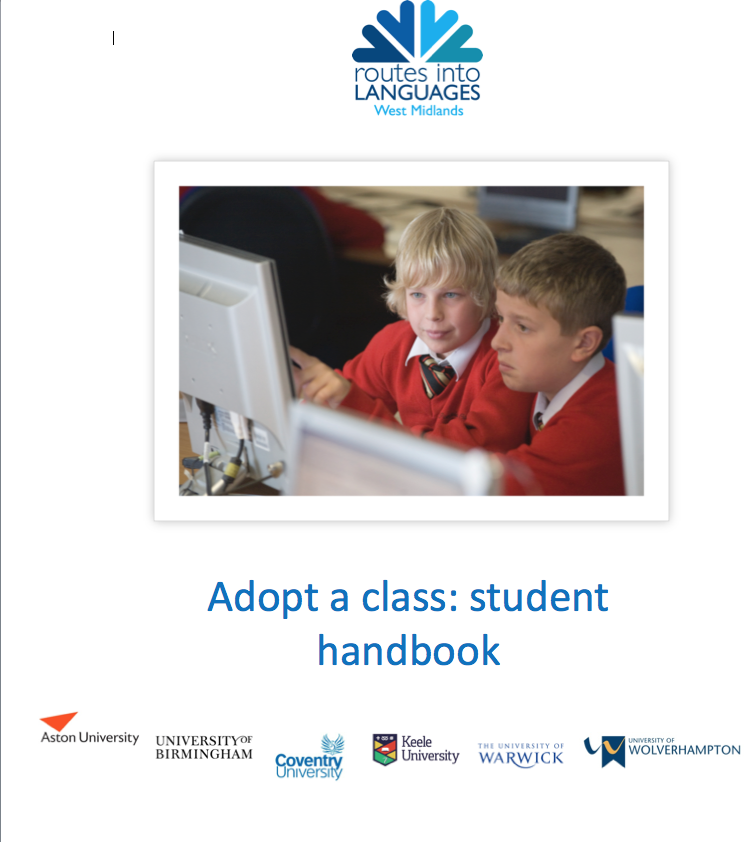 routes into
LANGUAGES
West Midlands
Adopt a class: student
handbook
Aston University
UNIVERSITY OF
BIRMINGHAM
Coventry
University
Keele
University
THE UNIVERSITY OF
WARWICK
UNIVERSITY OF
WOLVERHAMPTON